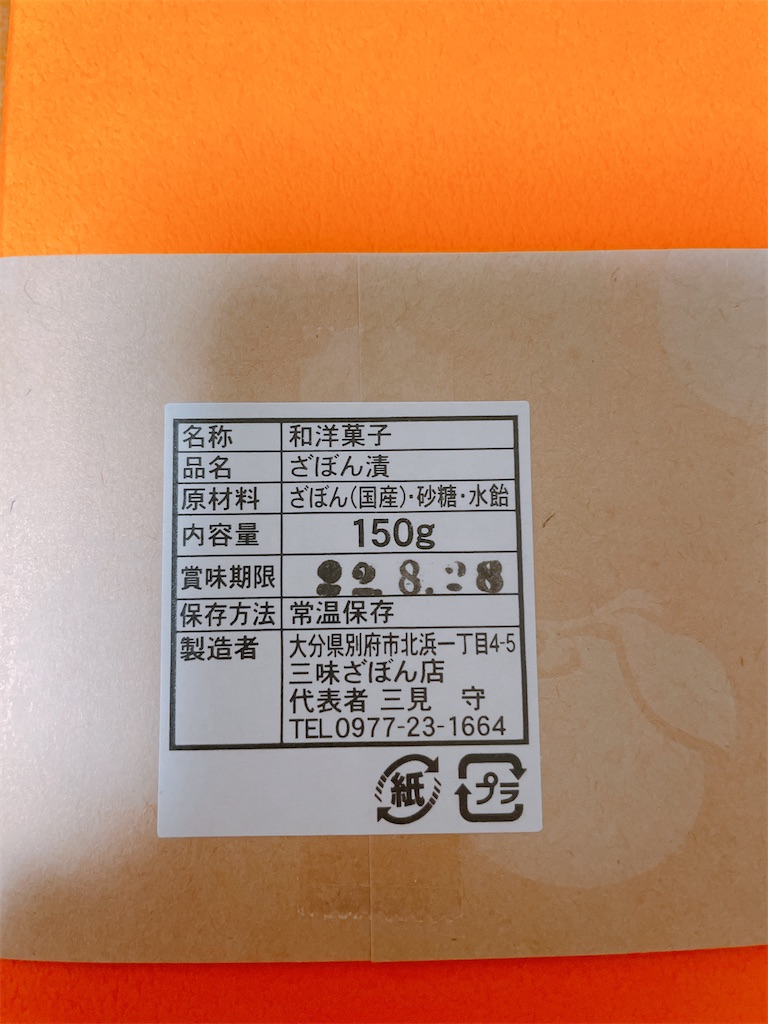 名称 和洋菓子
品名 ざぼん漬
原材料 ざぼん(国産)・砂糖・水飴
内容量 150g
賞味期限 22.8.28
保存方法 常温保存
製造者 大分県別府市北浜一丁目4-5
三味ざぼん店
代表者 三見 守
TEL0977-23-1664
紙 プラ